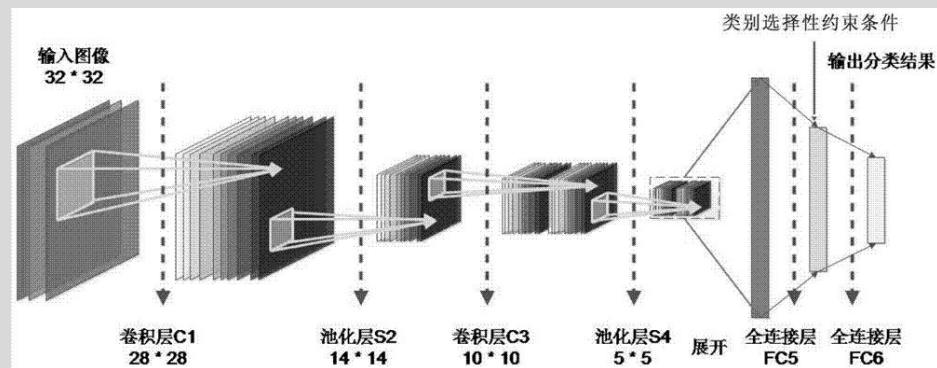 类别选择性约束条件
输入图像
32 * 32
输出分类结果
卷积层C1
28 * 28
池化层S2
14 * 14
卷积层C3
10 * 10
池化层S4
5 * 5
展开
全连接层
FC5
全连接层
FC6